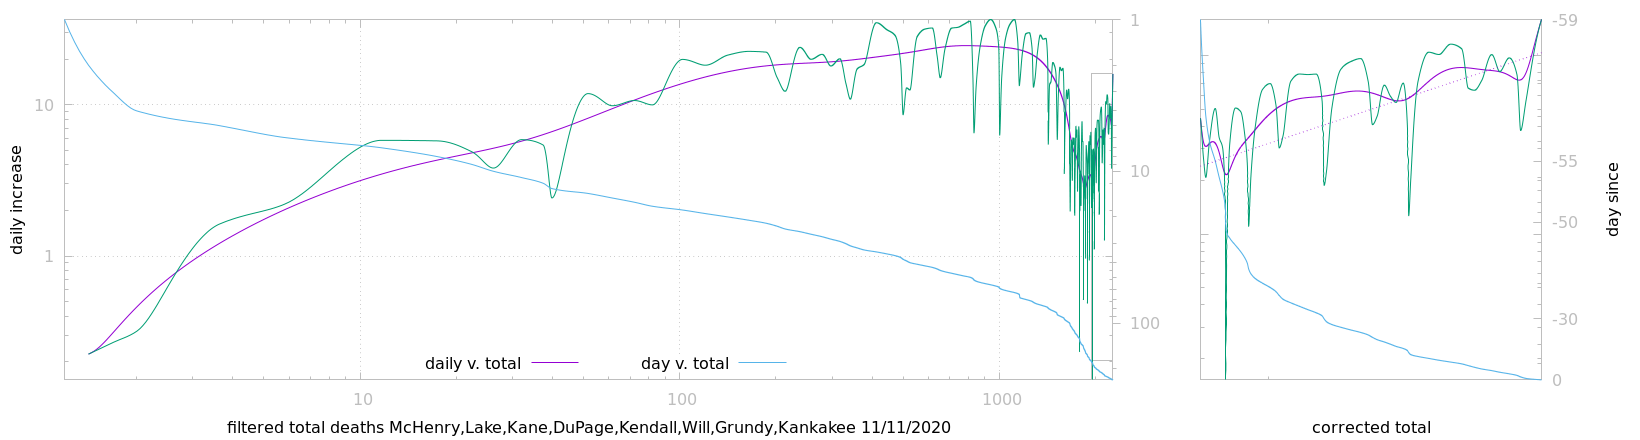 daily increase
10
1
1
10
100
daily v. total
day v. total
10
100
1000
filtered total deaths McHenry,Lake,Kane,DuPage,Kendall,Will,Grundy,Kankakee 11/11/2020
-59
-55
-50
-30
0
day since
corrected total